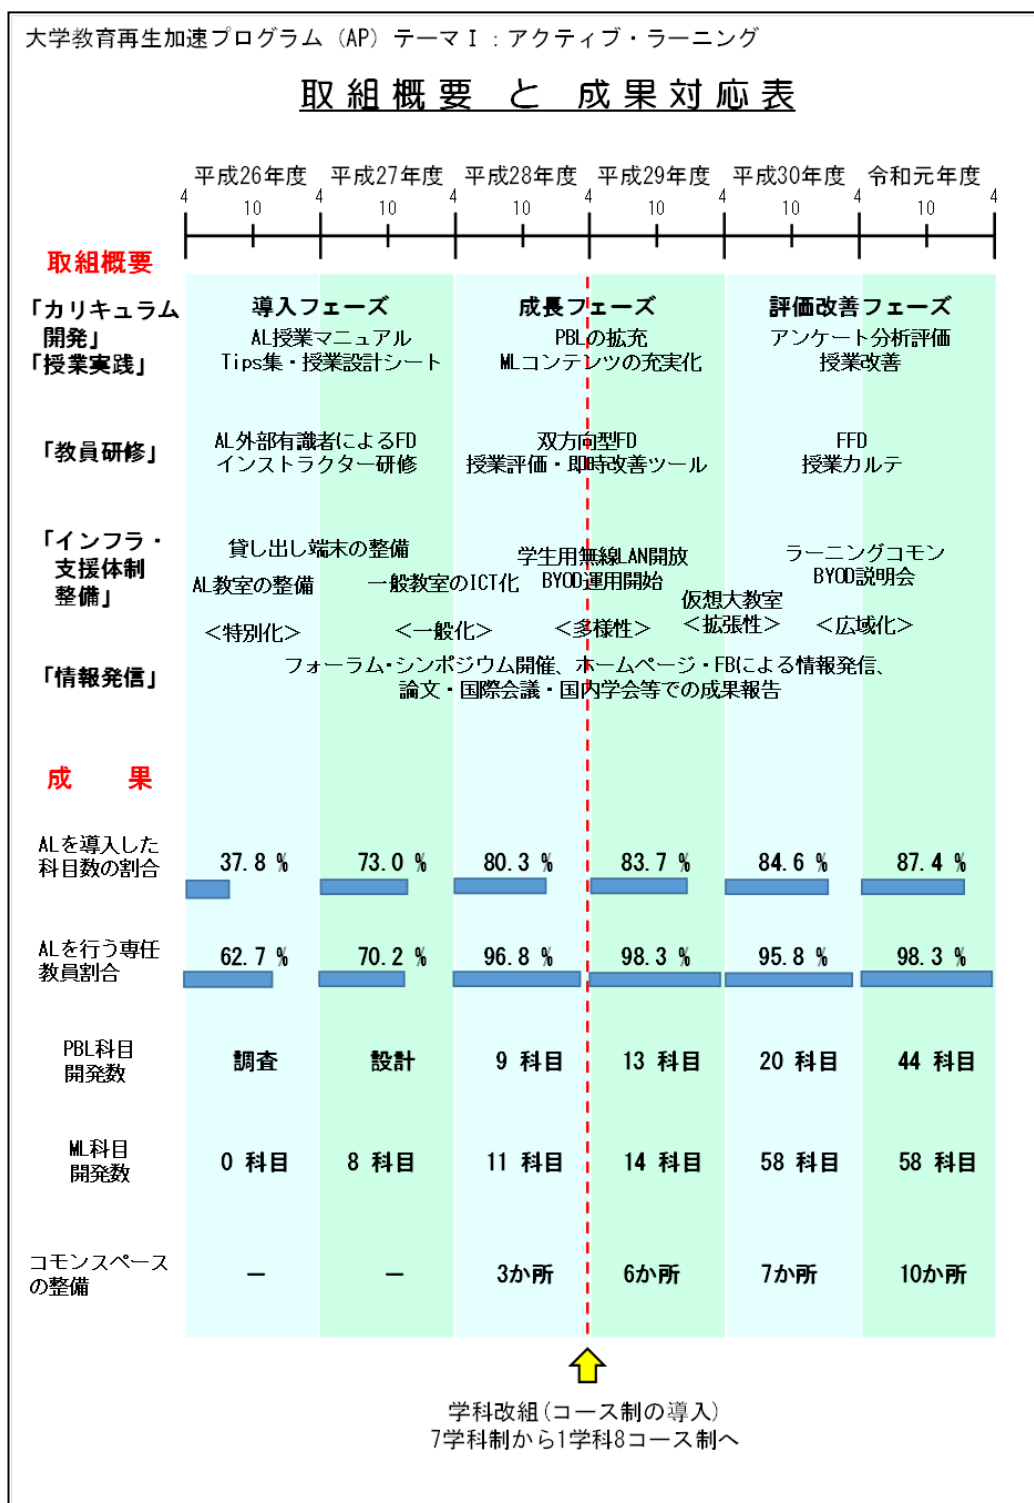 大学教育再生加速プログラム（AP）テーマⅠ：アクティブ・ラーニング
取組概要 と 成果対応表
平成26年度 平成27年度 平成28年度 平成29年度 平成30年度 令和元年度
4 10 4 10 4 10 4 10 4 10 4 10 4
取組概要
「カリキュラム
開発」
「授業実践」
導入フェーズ
AL授業マニュアル
Tips集・授業設計シート
成長フェーズ
PBLの拡充
MLコンテンツの充実化
評価改善フェーズ
アンケート分析評価
授業改善
「教員研修」
AL外部有識者によるFD
インストラクター研修
双方向型FD
授業評価・即時改善ツール
FFD
授業カルテ
「インフラ・
支援体制
整備」
貸し出し端末の整備
AL教室の整備
一般教室のICT化
学生用無線LAN開放
BYOD運用開始
仮想大教室
ラーニングコモン
BYOD説明会
＜特別化＞ ＜一般化＞ ＜多様性＞ ＜拡張性＞ ＜広域化＞
「情報発信」
フォーラム・シンポジウム開催、ホームページ・FBによる情報発信、
論文・国際会議・国内学会等での成果報告
成 果
ALを導入した
科目数の割合
37.8 % 73.0 % 80.3 % 83.7 % 84.6 % 87.4 %
ALを行う専任
教員割合
62.7 % 70.2 % 96.8 % 98.3 % 95.8 % 98.3 %
PBL科目
開発数
調査 設計 9 科目 13 科目 20 科目 44 科目
ML科目
開発数
0 科目 8 科目 11 科目 14 科目 58 科目 58 科目
コモンスペース
の整備
― ― 3か所 6か所 7か所 10か所
学科改組(コース制の導入)
7学科制から1学科8コース制へ